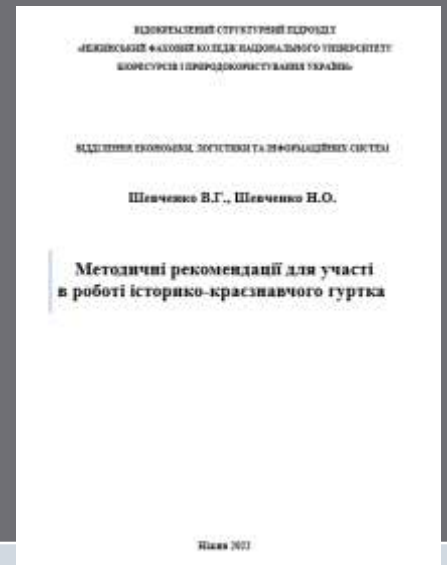 ВІДОКРЕМЛЕНИЙ СТРУКТУРНИЙ ПІДРОЗДІЛ
«НІЖИНСЬКИЙ ФАХОВИЙ КОЛЕДЖ НАЦІОНАЛЬНОГО УНІВЕРСИТЕТУ
БІОРЕСУРСІВ І ПРИРОДОКОРИСТУВАННЯ УКРАЇНИ»
ВІДДІЛЕННЯ ЕКОНОМІКИ, ЛОГІСТИКИ ТА ІНФОРМАЦІЙНИХ СИСТЕМ
Шевченко В.Г., Шевченко Н.О.
Методичні рекомендації для участі
в роботі історико-краєзнавчого гуртка
Ніжин 2022